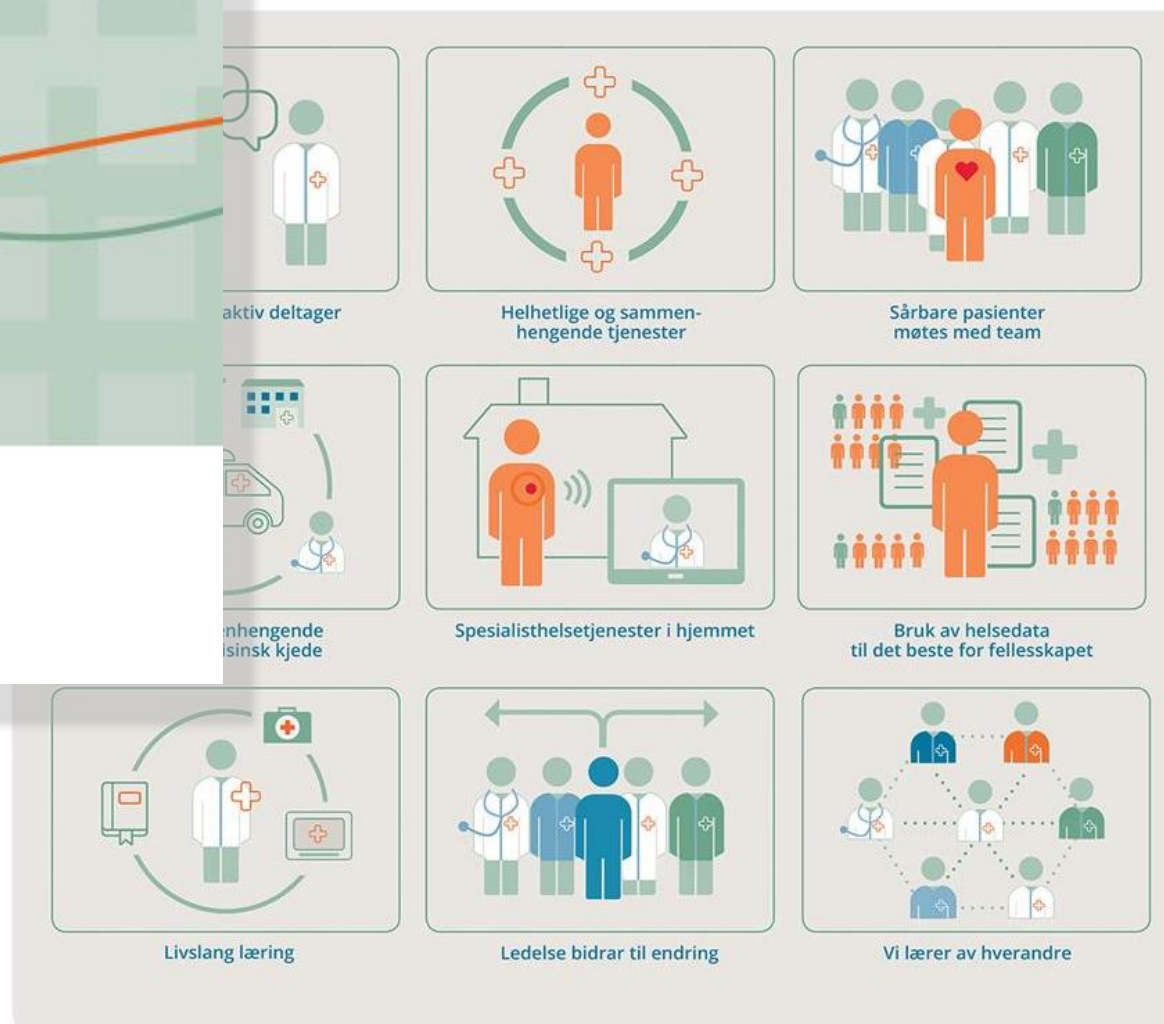 aktiv deltager
Helhetlige og sammen-
hengende tjenester
Sårbare pasienter
møtes med team
enhengende
isinsk kjede
Spesialisthelsetjenester i hjemmet
Bruk av helsedata
til det beste for fellesskapet
Livslang læring
Ledelse bidrar til endring
Vi lærer av hverandre